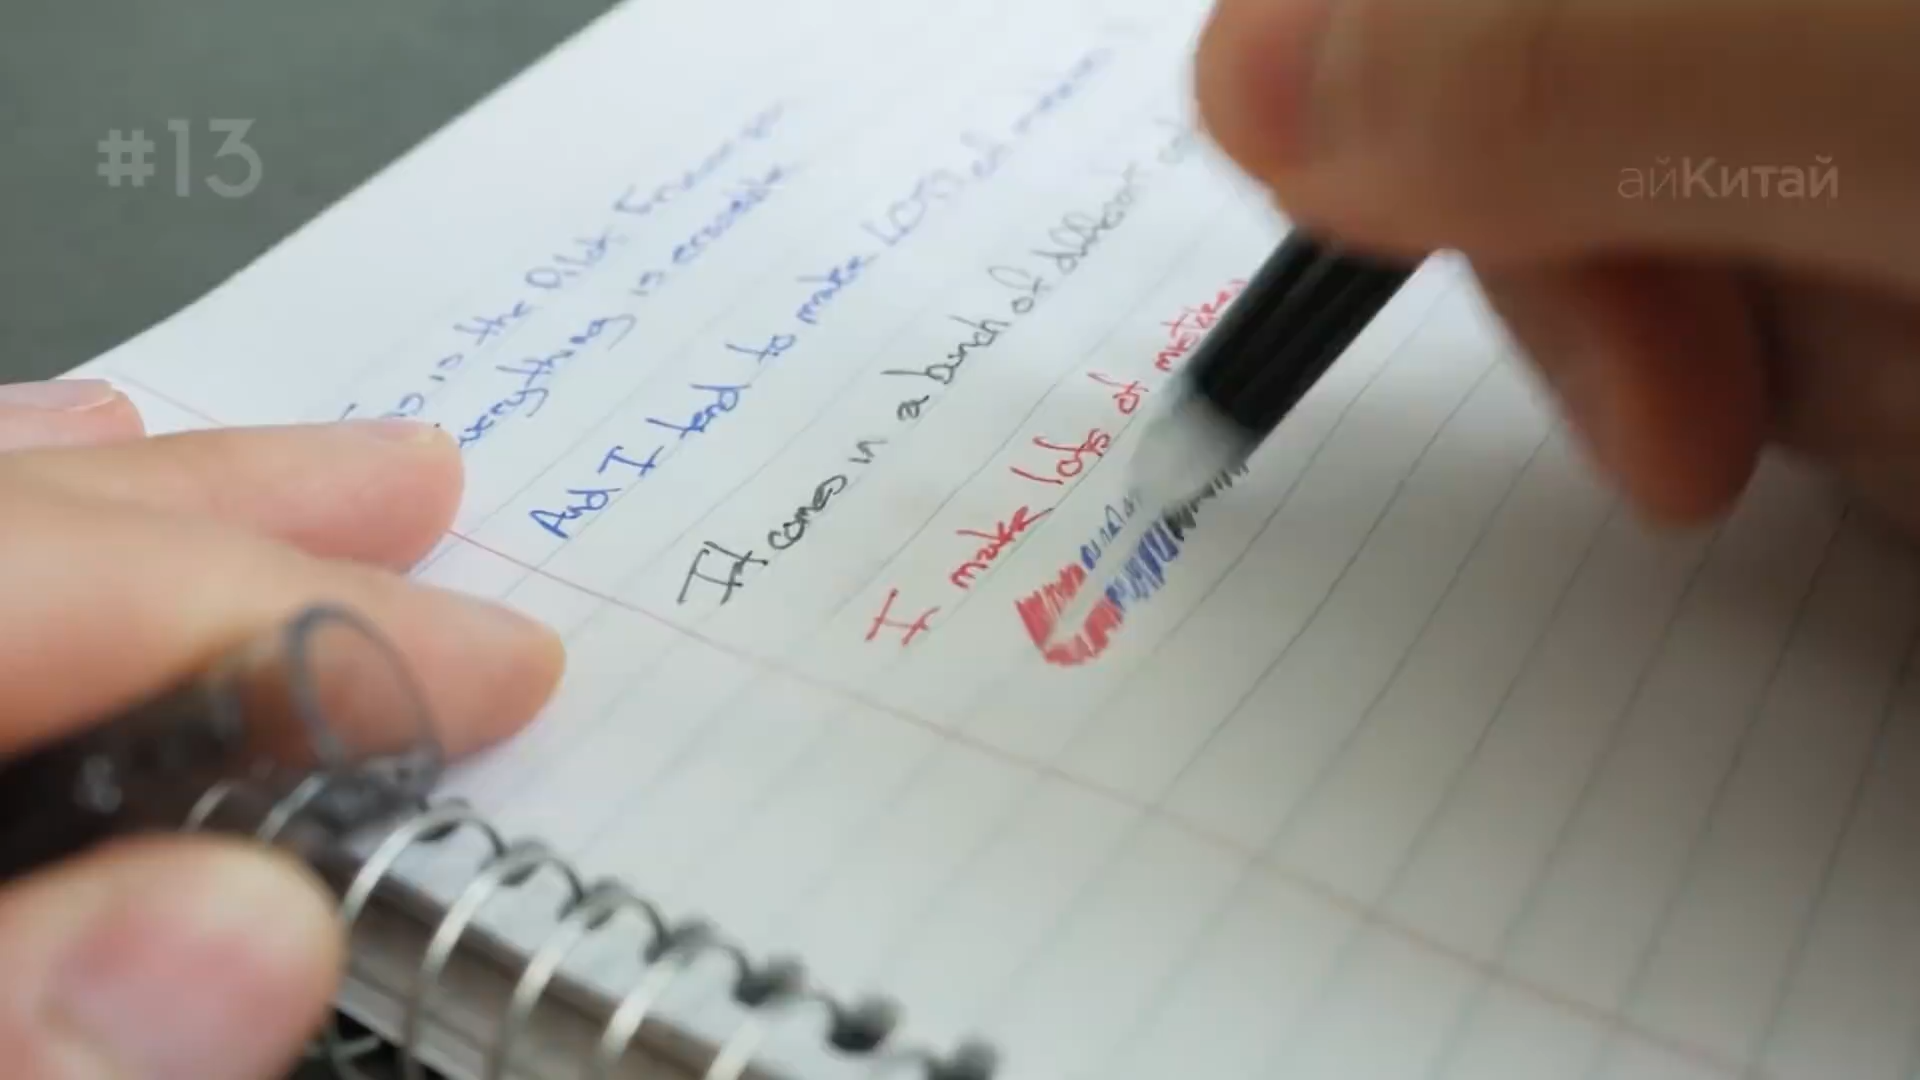 #13
айКитай
is the Pilot Frixion
everything is erasable
And I tend to make LOTS of mistakes
It comes in a bunch of different
I make lots of mistakes